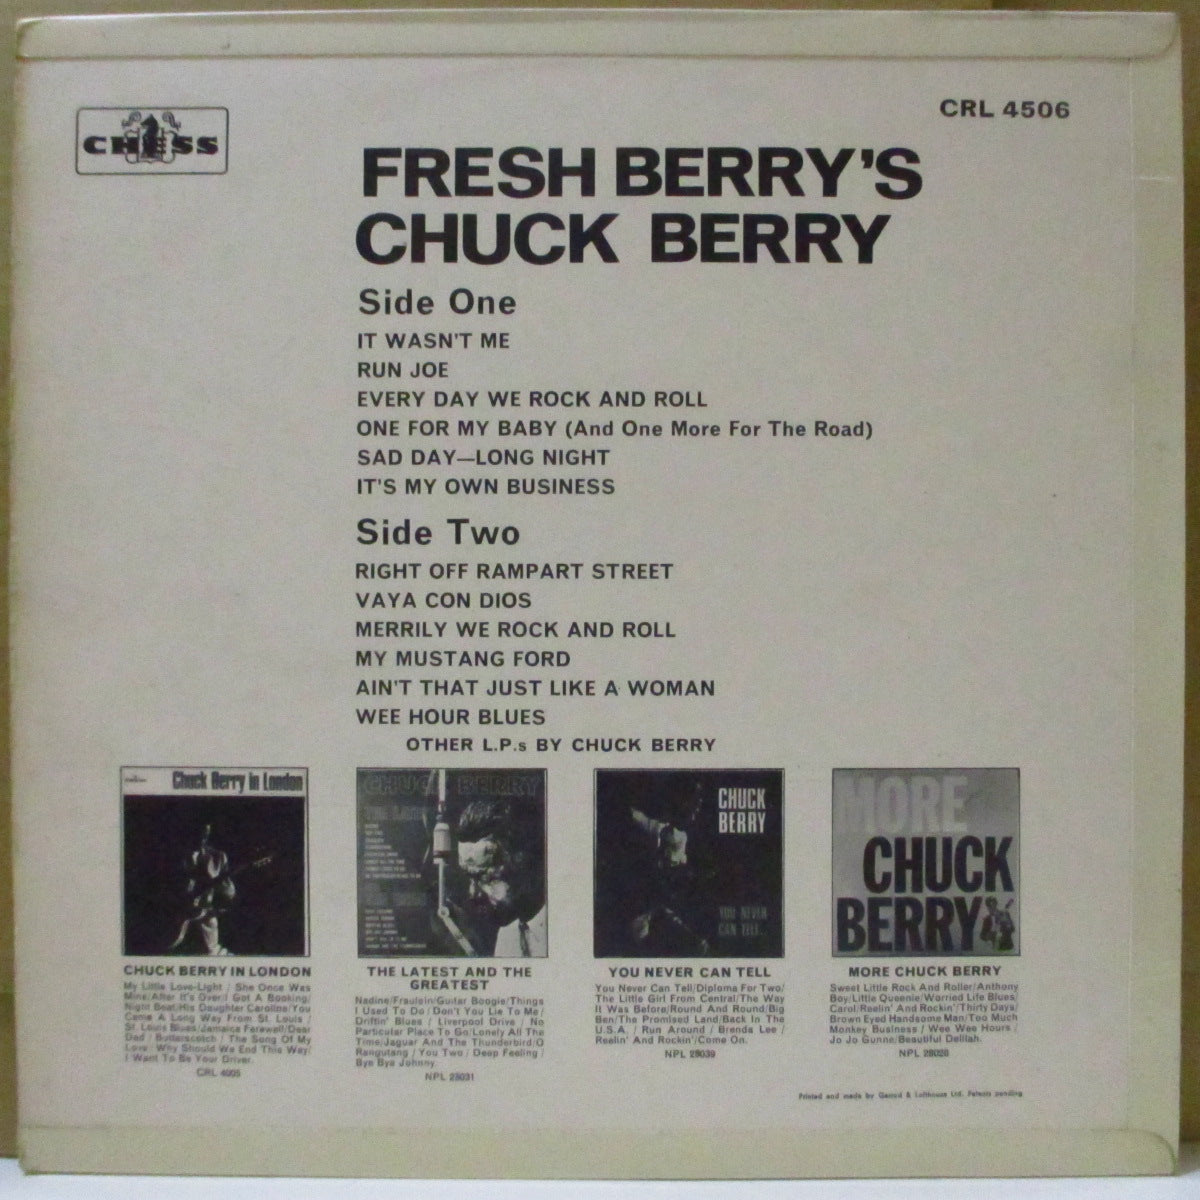 CHESS
CRL 4506
FRESH BERRY'S
CHUCK BERRY
Side One
IT WASN'T ME
RUN JOE
EVERY DAY WE ROCK AND ROLL
ONE FOR MY BABY (And One More For The Road)
SAD DAY—LONG NIGHT
IT'S MY OWN BUSINESS
Side Two
RIGHT OFF RAMPART STREET
VAYA CON DIOS
MERRILY WE ROCK AND ROLL
MY MUSTANG FORD
AIN'T THAT JUST LIKE A WOMAN
WEE HOUR BLUES
OTHER L.P.s BY CHUCK BERRY
Chuck Berry in London
CHUCK BERRY
CHUCK
BERRY
YOU NEVER
CAN TELL..
MORE
CHUCK
BERRY
CHUCK BERRY IN LONDON
My Little Love-Light / She Once Was
Mine/After It's Over/I Got A Booking/
Night Beat/His Daughter Caroline/You
Came A Long Way From St. Louis
St. Louis Blues/Jamaica Farewell/Dear
Dad / Butterscotch / The Song Of My
Love/Why Should We End This Way/
I Want To Be Your Driver.
CRL 4005
THE LATEST AND THE
GREATEST
Nadine/Fraulein/Guitar Boogie/Things
I Used To Do/Don't You Lie To Me/
Driftin' Blues / Liverpool Drive / No
Particular Place To Go/Lonely All The
Time/Jaguar And The Thunderbird/O
Rangutang / You Two / Deep Feeling /
Bye Bye Johnny.
NPL 28031
YOU NEVER CAN TELL
You Never Can Tell/Diploma For Two/
The Little Girl From Central/The Way
It Was Before/Round And Round/Big
Ben/The Promised Land/Back In The
U.S.A. / Run Around / Brenda Lee /
Reelin' And Rockin'/Come On.
NPL 28039
MORE CHUCK BERRY
Sweet Little Rock And Roller/Anthony
Boy/Little Queenie/Worried Life Blues/
Carol/Reelin' And Rockin'/Thirty Days/
Brown Eyed Handsome Man/Too Much
Monkey Business / Wee Wee Hours /
Jo Jo Gunne/Beautiful Delilah.
NPL 28028
Printed and made by Garrod & Lofthouse Ltd. Patents pending